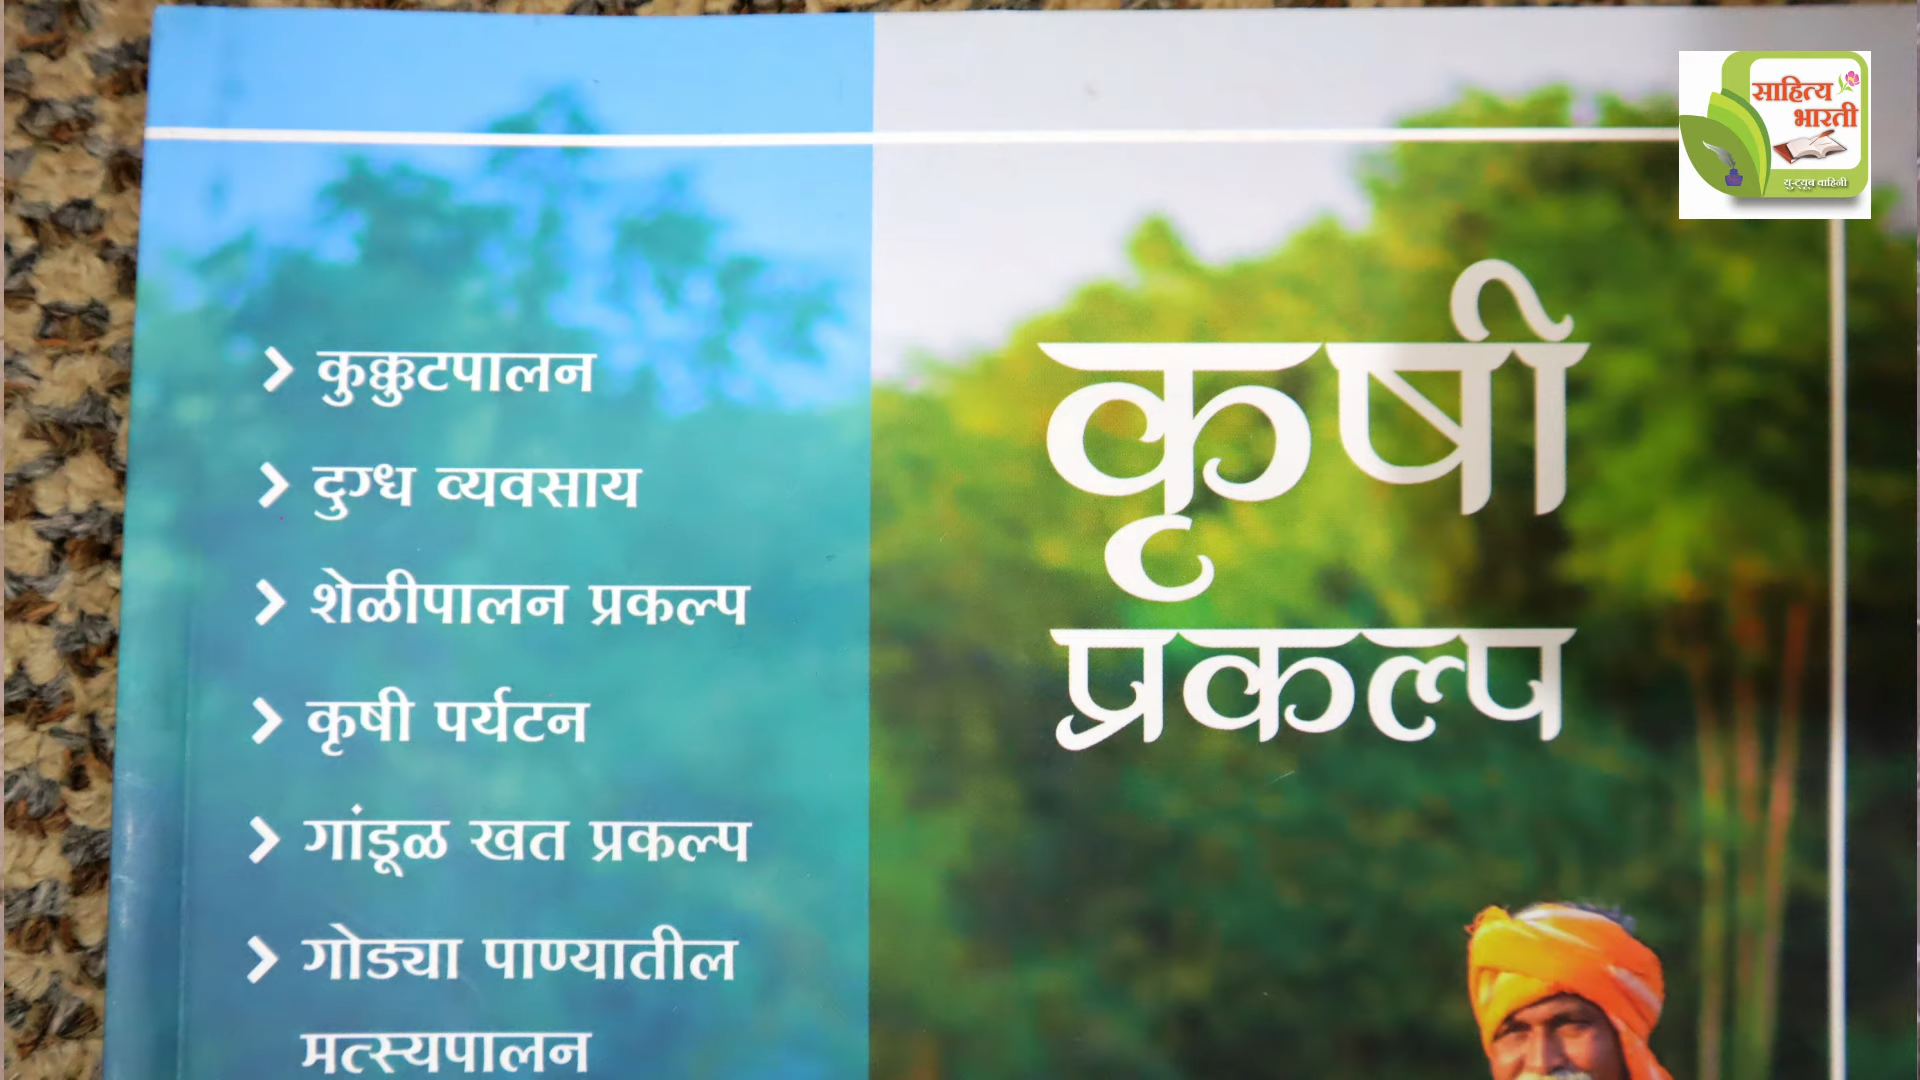 साहित्य
भारती
यु-ट्यूब वाहिनी
कृषी
प्रकल्प
कुक्कुटपालन
दुग्ध व्यवसाय
शेळीपालन प्रकल्प
कृषी पर्यटन
गांडूळ खत प्रकल्प
गोड्या पाण्यातील
मत्स्यपालन